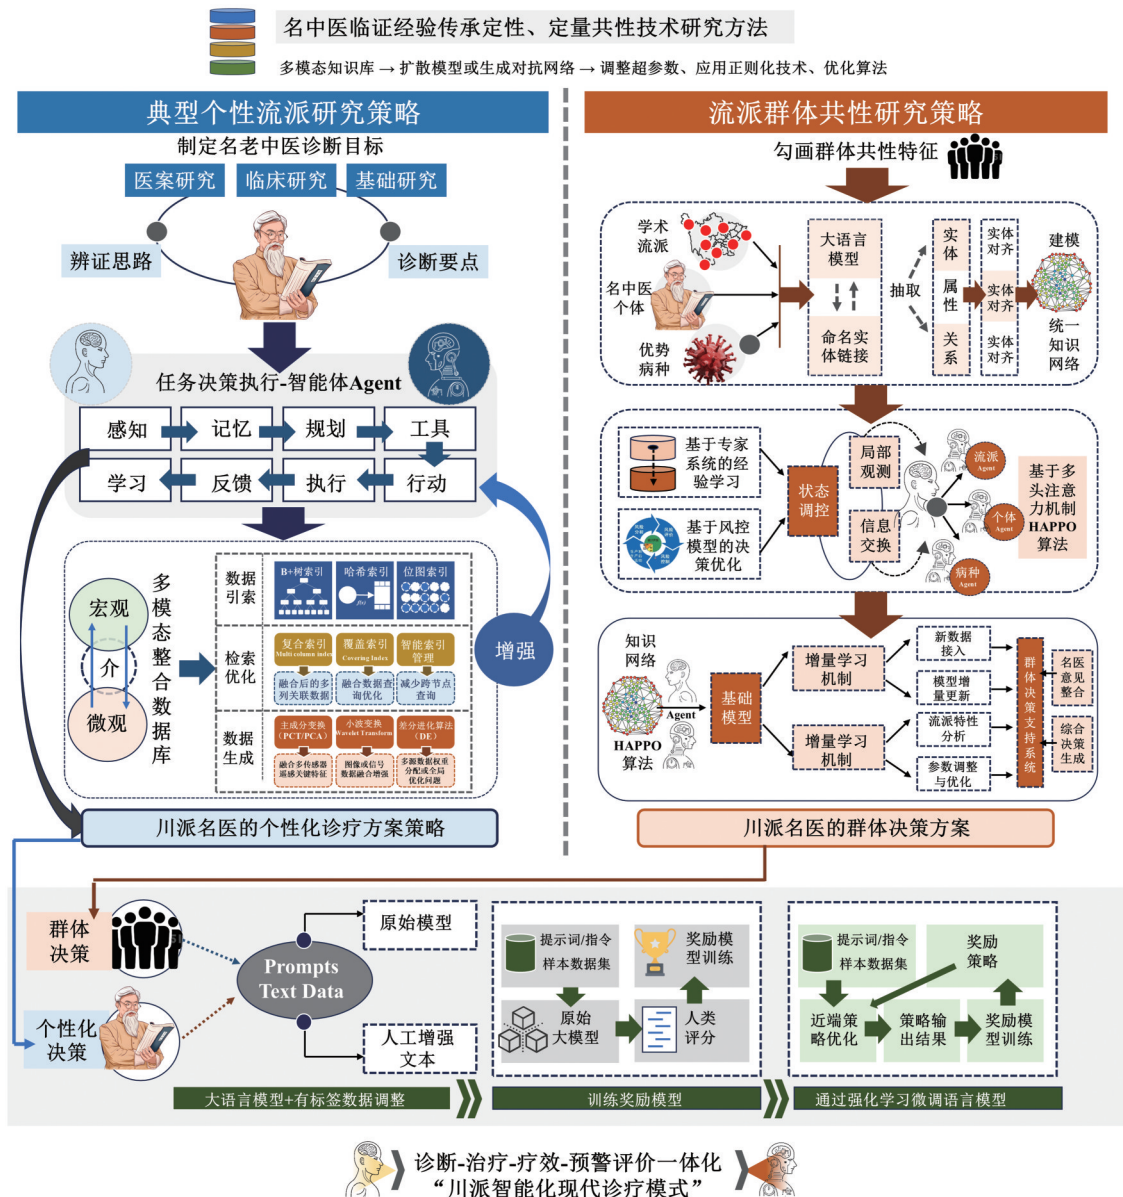 名中医临证经验传承定性、定量共性技术研究方法
多模态知识库 → 扩散模型或生成对抗网络 → 调整超参数、应用正则化技术、优化算法
典型个性流派研究策略
制定名老中医诊断目标
医案研究
临床研究
基础研究
辨证思路
诊断要点
任务决策执行-智能体Agent
感知
记忆
规划
工具
学习
反馈
执行
行动
宏观
介
微观
多模态整合数据库
数据
引索
B+树索引
哈希索引
位图索引
检索
优化
复合索引
Multi column index
覆盖索引
Covering Index
智能索引
管理
融合后的多
列关联数据
融合数据查
询优化
减少跨节点
查询
数据
生成
主成分变换
（PCT/PCA）
小波变换
Wavelet Transform
差分进化算法
（DE）
融合多传感器
遥感关键特征
图像或信号
数据融合增强
多源数据权重
分配或全局
优化问题
增强
川派名医的个性化诊疗方案策略
流派群体共性研究策略
勾画群体共性特征
学术
流派
名中医
个体
优势
病种
大语言
模型
命名实
体链接
抽取
实体
属性
关系
实体
对齐
实体
对齐
实体
对齐
建模
统一
知识
网络
基于专家
系统的经
验学习
基于风控
模型的决
策优化
状态
调控
局部
观测
信息
交换
流派
Agent
个体
Agent
病种
Agent
基于多
头注意
力机制
HAPPO
算法
知识
网络
HAPPO
算法
Agent
基础
模型
增量学习
机制
增量学习
机制
新数据
接入
模型增
量更新
流派特性
分析
参数调整
与优化
群体决策支持系统
名医
意见
整合
综合
决策
生成
川派名医的群体决策方案
群体
决策
个性化
决策
Prompts
Text Data
原始模型
人工增强
文本
大语言模型+有标签数据调整
提示词/指令
样本数据集
奖励模
型训练
原始
大模型
人类
评分
训练奖励模型
提示词/指令
样本数据集
奖励
策略
近端策
略优化
策略输
出结果
奖励模
型训练
通过强化学习微调语言模型
诊断-治疗-疗效-预警评价一体化
“川派智能化现代诊疗模式”